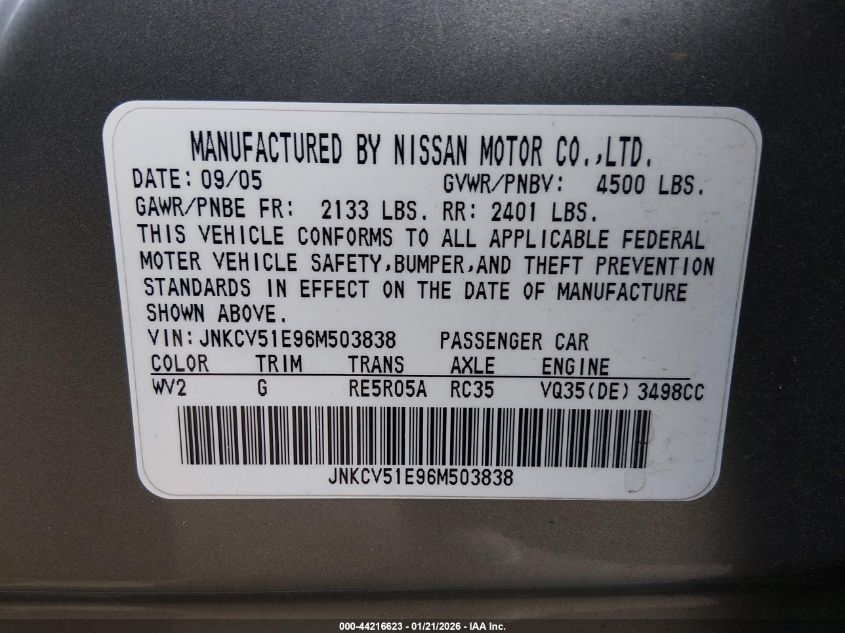 MANUFACTURED BY NISSAN MOTOR CO.,LTD.
DATE: 09/05 GVWR/PNBV: 4500 LBS.
GAWR/PNBE FR: 2133 LBS. RR: 2401 LBS.
THIS VEHICLE CONFORMS TO ALL APPLICABLE FEDERAL
MOTER VEHICLE SAFETY,BUMPER,AND THEFT PREVENTION
STANDARDS IN EFFECT ON THE DATE OF MANUFACTURE
SHOWN ABOVE.
VIN:JNKCV51E96M503838 PASSENGER CAR
COLOR TRIM TRANS AXLE ENGINE
WV2 G RE5R05A RC35 VQ35(DE) 3498CC
JNKCV51E96M503838
000-44216623 - 01/21/2026 - IAA Inc.